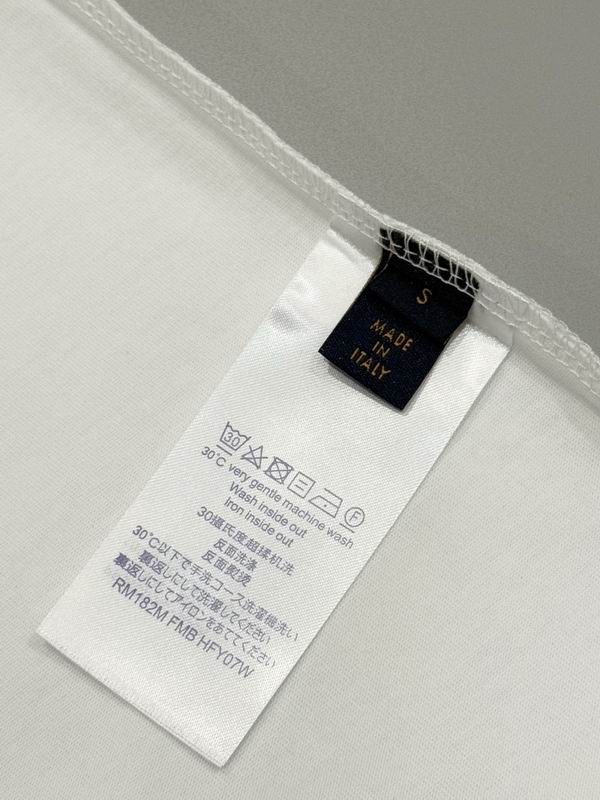 S
MADE
IN
ITALY
30
F
30°C very gentle machine wash
Wash inside out
Iron inside out
30摄氏度超揉机洗
反面洗涤
反面熨烫
30℃以下で手洗コース洗濯機洗い
裏返しにして洗濯してください
裏返しにしてアイロンをあててください
RM182M FMB HFY07W